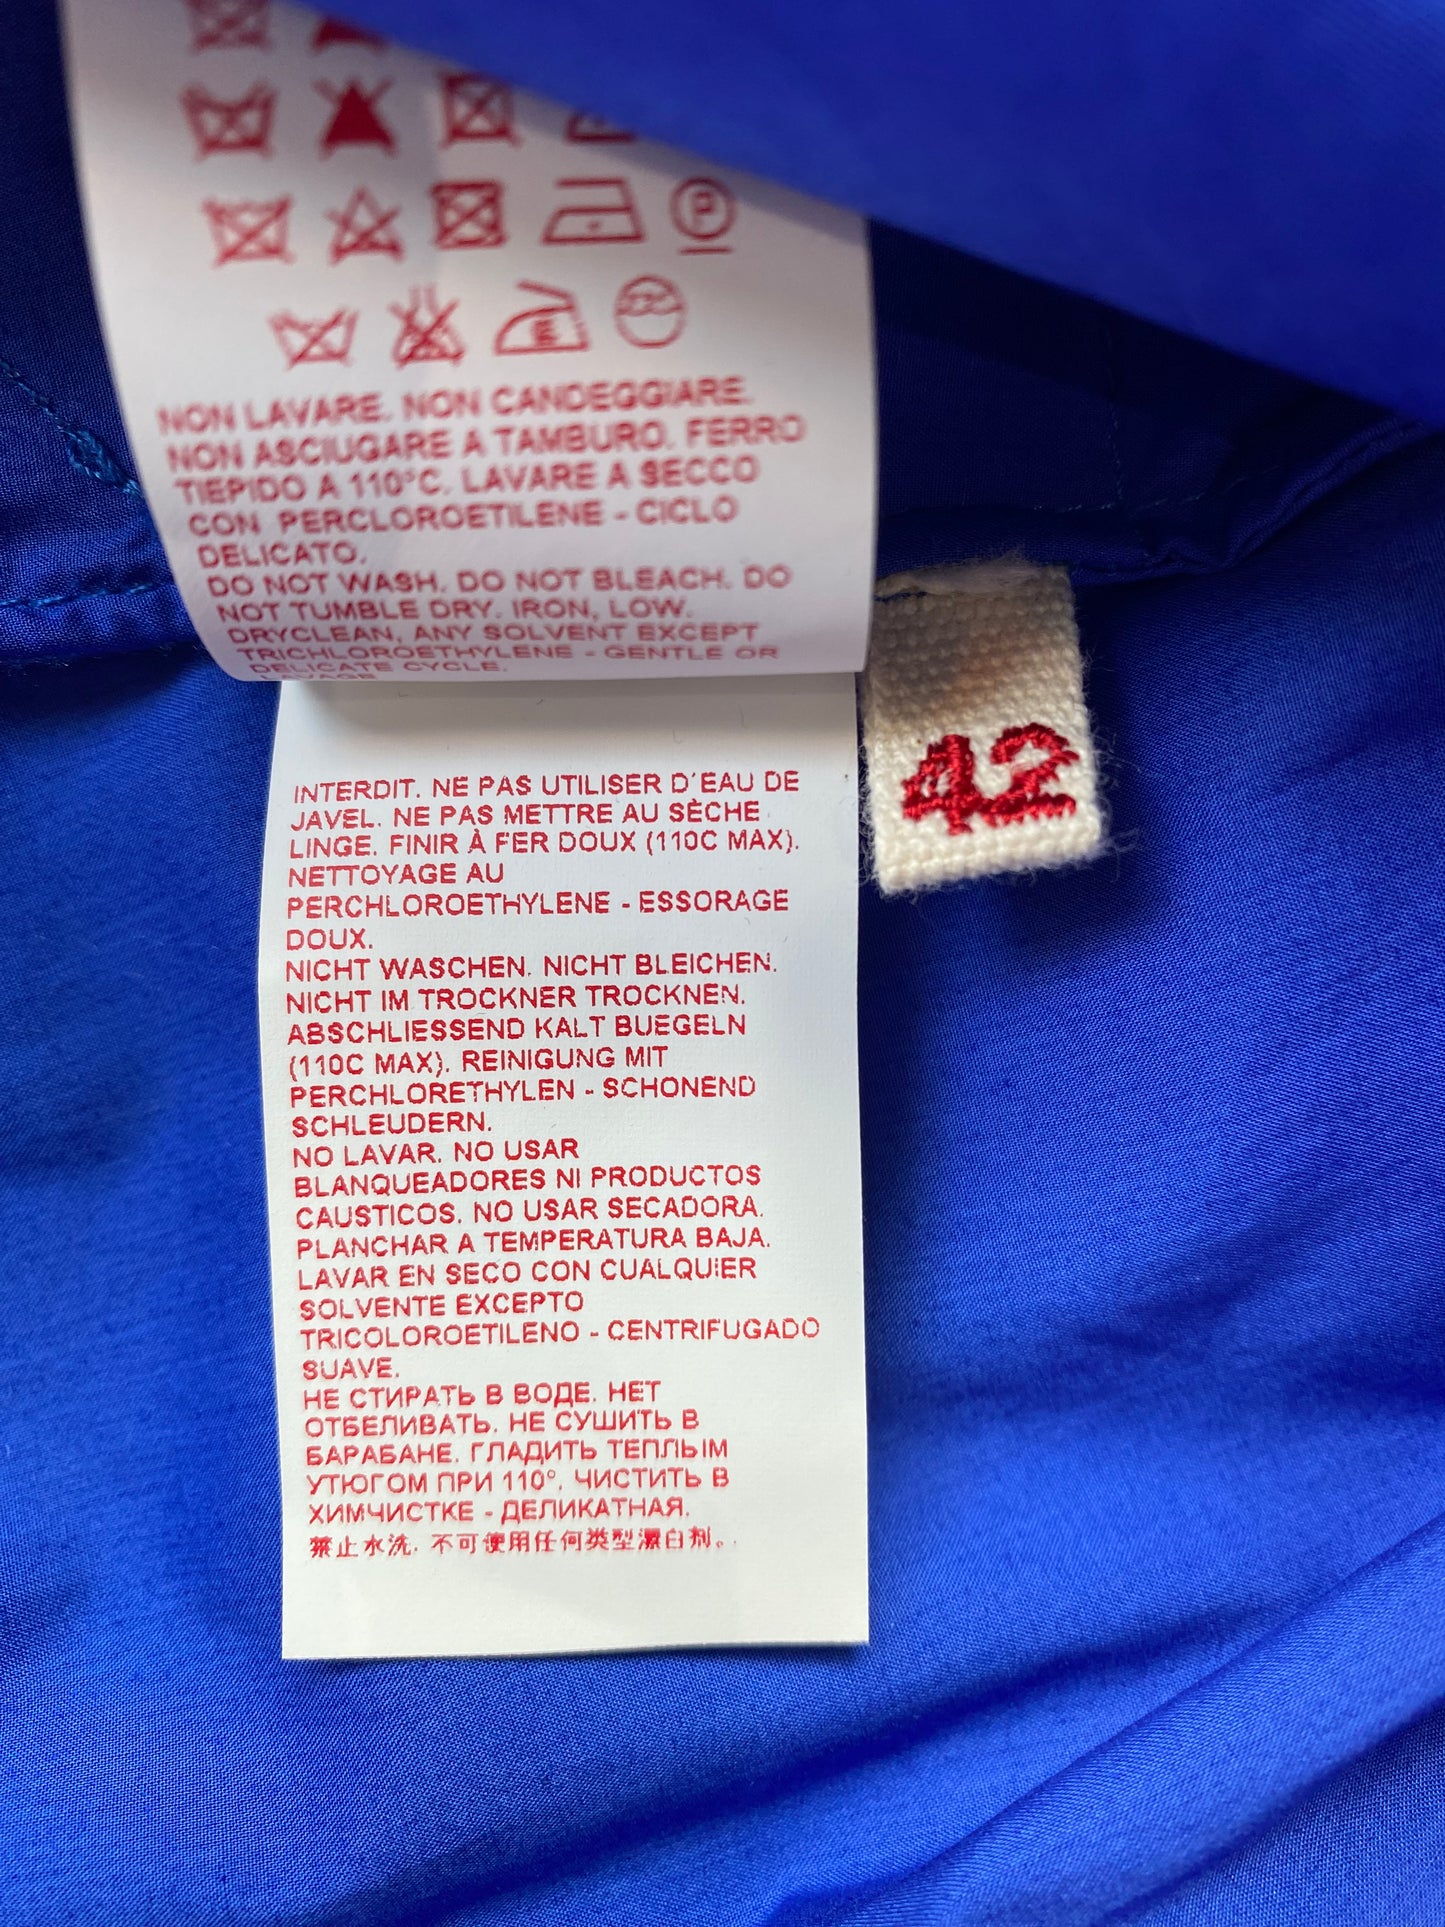 NON LAVARE. NON CANDEGGIARE.
NON ASCIUGARE A TAMBURO. FERRO
TIEPIDO A 110°C. LAVARE A SECCO
CON PERCLOROETILENE - CICLO
DELICATO.
DO NOT WASH. DO NOT BLEACH. DO
NOT TUMBLE DRY. IRON, LOW.
DRYCLEAN, ANY SOLVENT EXCEPT
TRICHLOROETHYLENE - GENTLE OR
DELICATE CYCLE.
LAVAGE
42
INTERDIT. NE PAS UTILISER D'EAU DE
JAVEL. NE PAS METTRE AU SÈCHE
LINGE. FINIR À FER DOUX (110C MAX).
NETTOYAGE AU
PERCHLOROETHYLENE - ESSORAGE
DOUX.
NICHT WASCHEN. NICHT BLEICHEN.
NICHT IM TROCKNER TROCKNEN.
ABSCHLIESSEND KALT BUEGELN
(110C MAX). REINIGUNG MIT
PERCHLORETHYLEN - SCHONEND
SCHLEUDERN.
NO LAVAR. NO USAR
BLANQUEADORES NI PRODUCTOS
CAUSTICOS. NO USAR SECADORA.
PLANCHAR A TEMPERATURA BAJA.
LAVAR EN SECO CON CUALQUIER
SOLVENTE EXCEPTO
TRICOLOROETILENO - CENTRIFUGADO
SUAVE.
НЕ СТИРАТЬ В ВОДЕ. НЕТ
ОТБЕЛИВАТЬ. НЕ СУШИТЬ В
БАРАБАНЕ. ГЛАДИТЬ ТЕПЛЫМ
УТЮГОМ ПРИ 110°. ЧИСТИТЬ В
ХИМЧИСТКЕ - ДЕЛИКАТНАЯ.
禁止水洗. 不可使用任何类型漂白剂。.